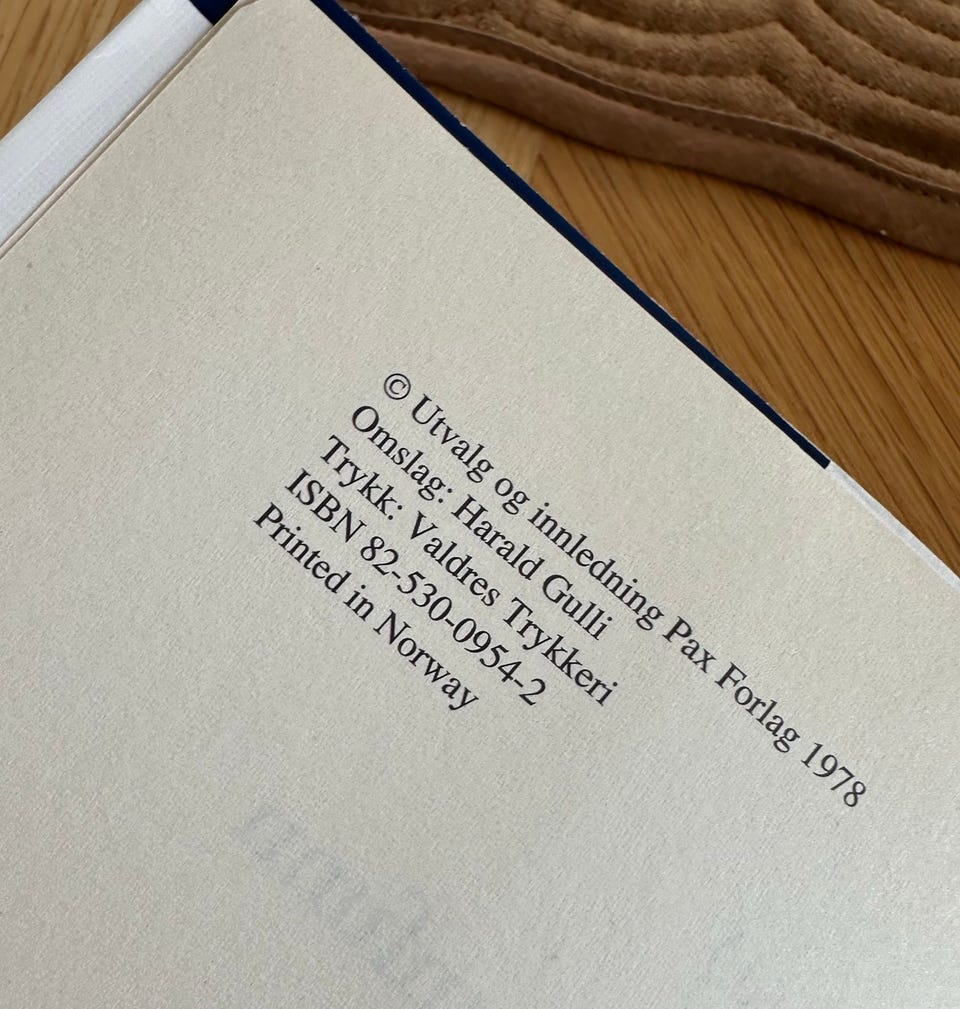 © Utvalg og innledning Pax Forlag 1978
Omslag: Harald Gulli
Trykk: Valdres Trykkeri
ISBN 82-530-0954-2
Printed in Norway